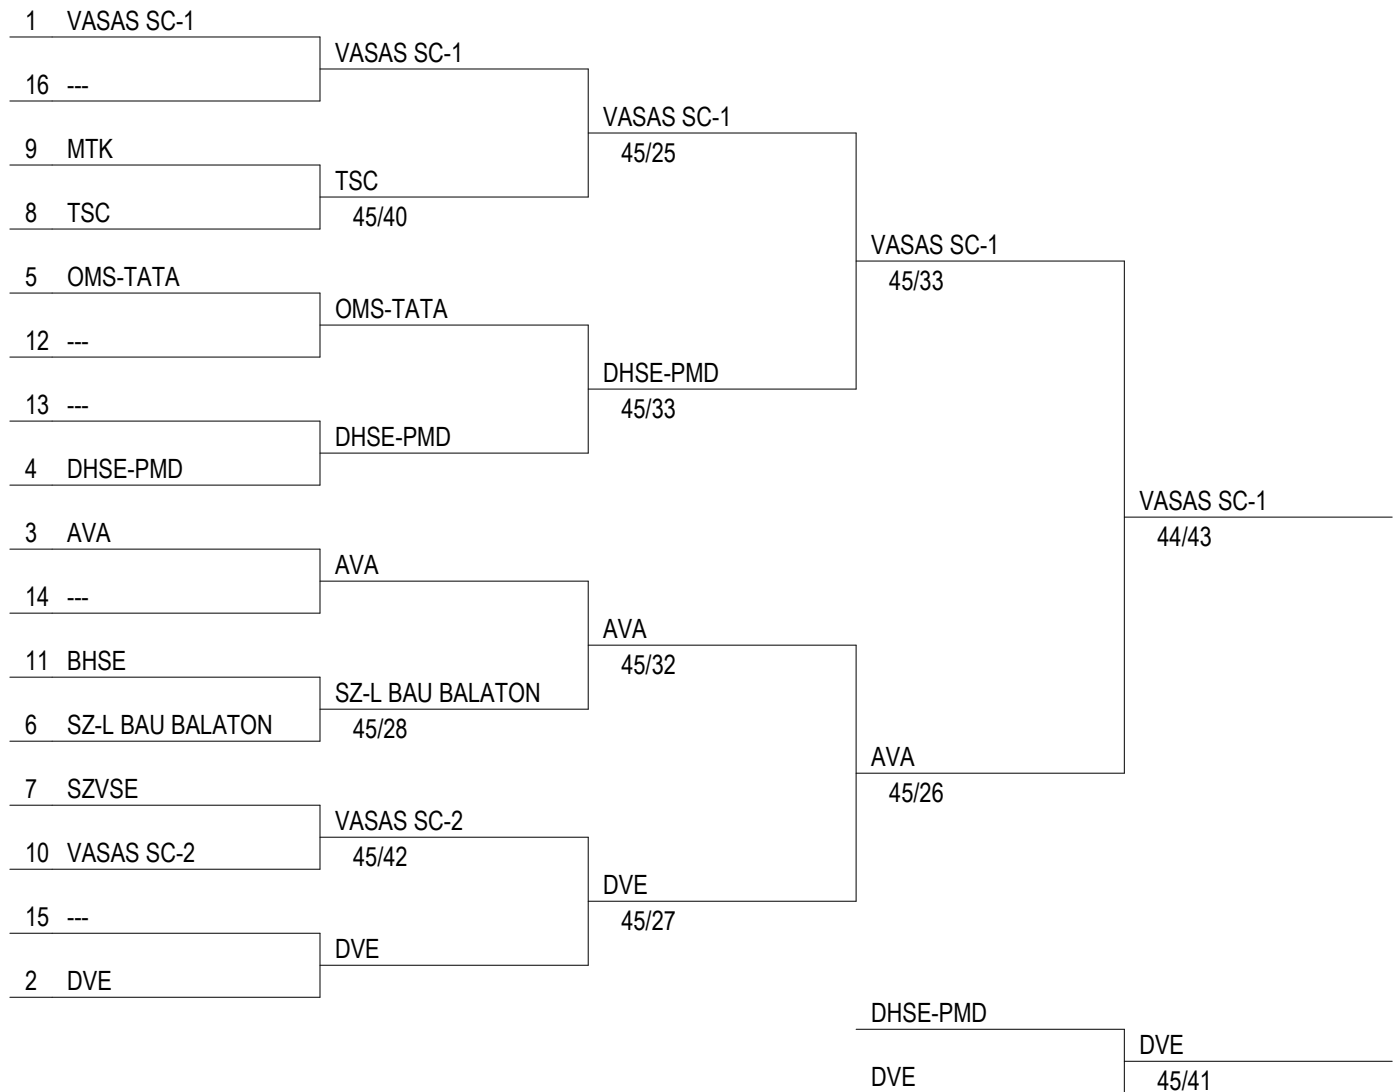 1 VASAS SC-1
VASAS SC-1
16 ---
VASAS SC-1
45/25
9 MTK
TSC
45/40
8 TSC
VASAS SC-1
45/33
5 OMS-TATA
OMS-TATA
12 ---
DHSE-PMD
45/33
13 ---
DHSE-PMD
4 DHSE-PMD
VASAS SC-1
44/43
3 AVA
AVA
14 ---
AVA
45/32
11 BHSE
SZ-L BAU BALATON
45/28
6 SZ-L BAU BALATON
AVA
45/26
7 SZVSE
VASAS SC-2
45/42
10 VASAS SC-2
DVE
45/27
15 ---
DVE
2 DVE
DHSE-PMD
DVE
45/41
DVE